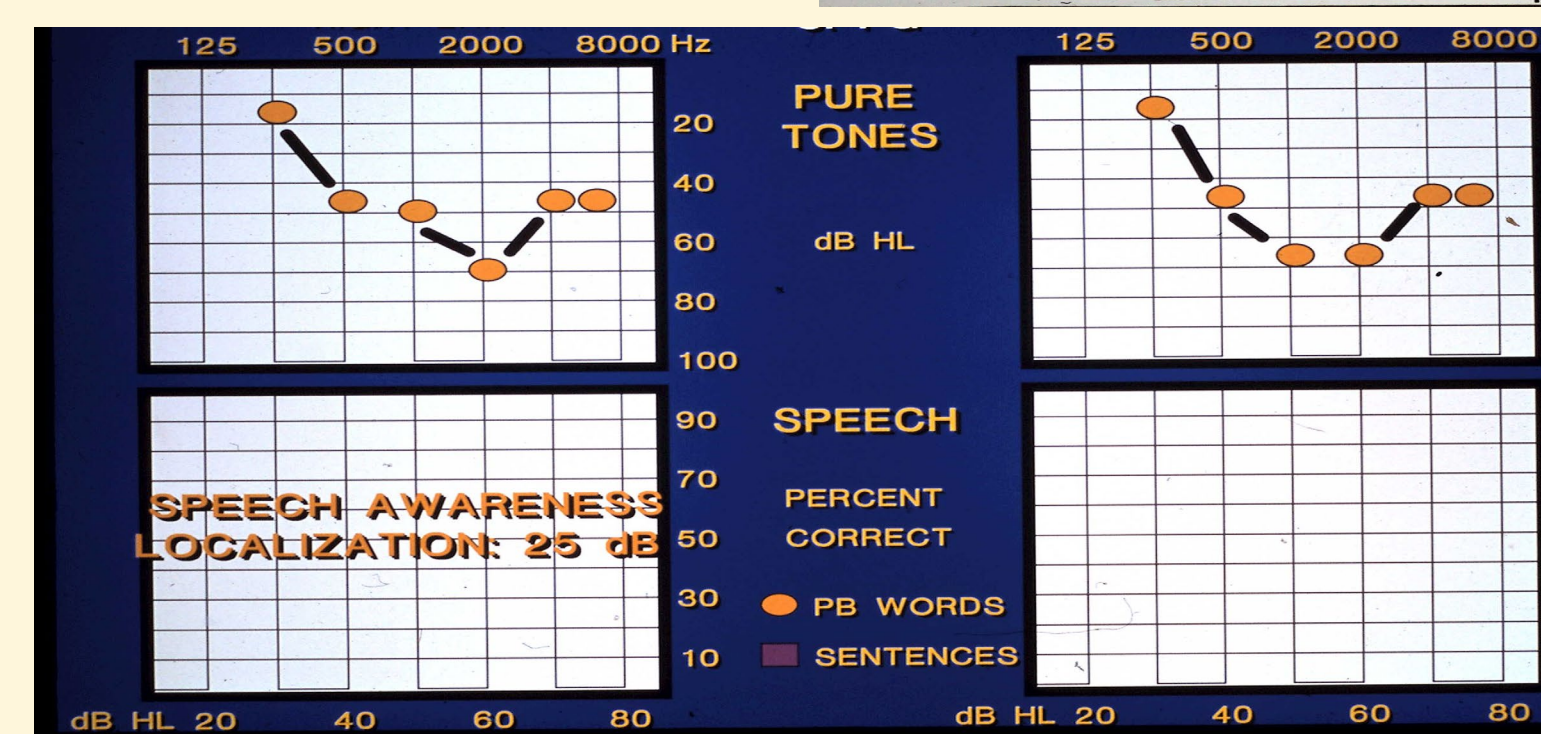 125 500 2000 8000 Hz
125 500 2000 8000
PURE
TONES
20
40
dB HL
60
80
100
90
SPEECH
70
SPEECH AWARENESS
LOCALIZATION: 25 dB
PERCENT
50
CORRECT
30
PB WORDS
10
SENTENCES
dB HL 20 40 60 80
dB HL 20 40 60 80